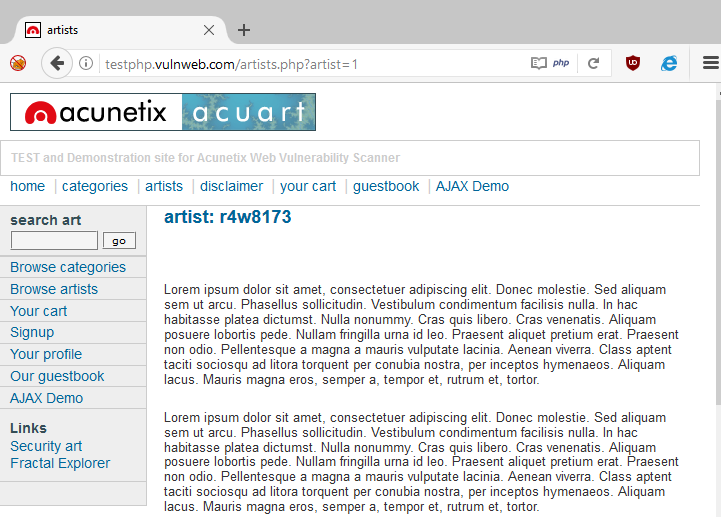 artists
testphp.vulnweb.com/artists.php?artist=1
php
acunetix acuart
TEST and Demonstration site for Acunetix Web Vulnerability Scanner
home | categories | artists | disclaimer | your cart | guestbook | AJAX Demo
search art
go
Browse categories
Browse artists
Your cart
Signup
Your profile
Our guestbook
AJAX Demo
Links
Security art
Fractal Explorer
artist: r4w8173
Lorem ipsum dolor sit amet, consectetuer adipiscing elit. Donec molestie. Sed aliquam
sem ut arcu. Phasellus sollicitudin. Vestibulum condimentum facilisis nulla. In hac
habitasse platea dictumst. Nulla nonummy. Cras quis libero. Cras venenatis. Aliquam
posuere lobortis pede. Nullam fringilla urna id leo. Praesent aliquet pretium erat. Praesent
non odio. Pellentesque a magna a mauris vulputate lacinia. Aenean viverra. Class aptent
taciti sociosqu ad litora torquent per conubia nostra, per inceptos hymenaeos. Aliquam
lacus. Mauris magna eros, semper a, tempor et, rutrum et, tortor.
Lorem ipsum dolor sit amet, consectetuer adipiscing elit. Donec molestie. Sed aliquam
sem ut arcu. Phasellus sollicitudin. Vestibulum condimentum facilisis nulla. In hac
habitasse platea dictumst. Nulla nonummy. Cras quis libero. Cras venenatis. Aliquam
posuere lobortis pede. Nullam fringilla urna id leo. Praesent aliquet pretium erat. Praesent
non odio. Pellentesque a magna a mauris vulputate lacinia. Aenean viverra. Class aptent
taciti sociosqu ad litora torquent per conubia nostra, per inceptos hymenaeos. Aliquam
lacus. Mauris magna eros, semper a, tempor et, rutrum et, tortor.